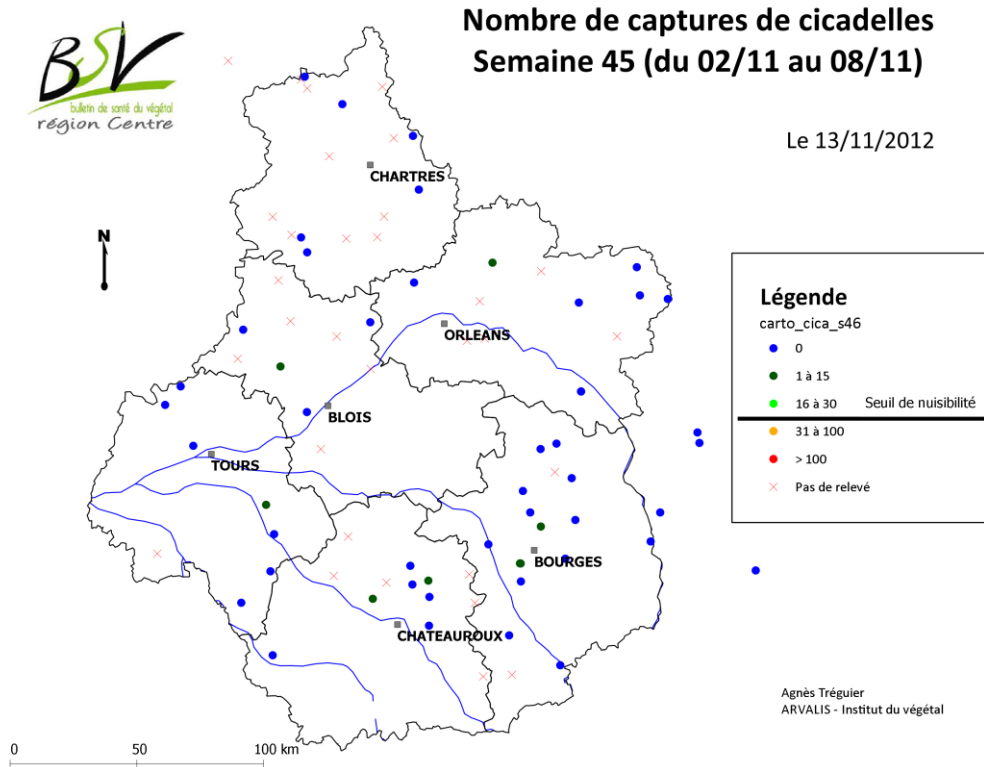 Nombre de captures de cicadelles
Semaine 45 (du 02/11 au 08/11)
BSV
bulletin de santé du végétal
région Centre
Le 13/11/2012
CHARTRES
N
ORLEANS
BLOIS
TOURS
BOURGES
CHATEAUROUX
Légende
carto_cica_s46
0
1 à 15
16 à 30 Seuil de nuisibilité
31 à 100
> 100
Pas de relevé
Agnès Tréguier
ARVALIS - Institut du végétal
0 50 100 km